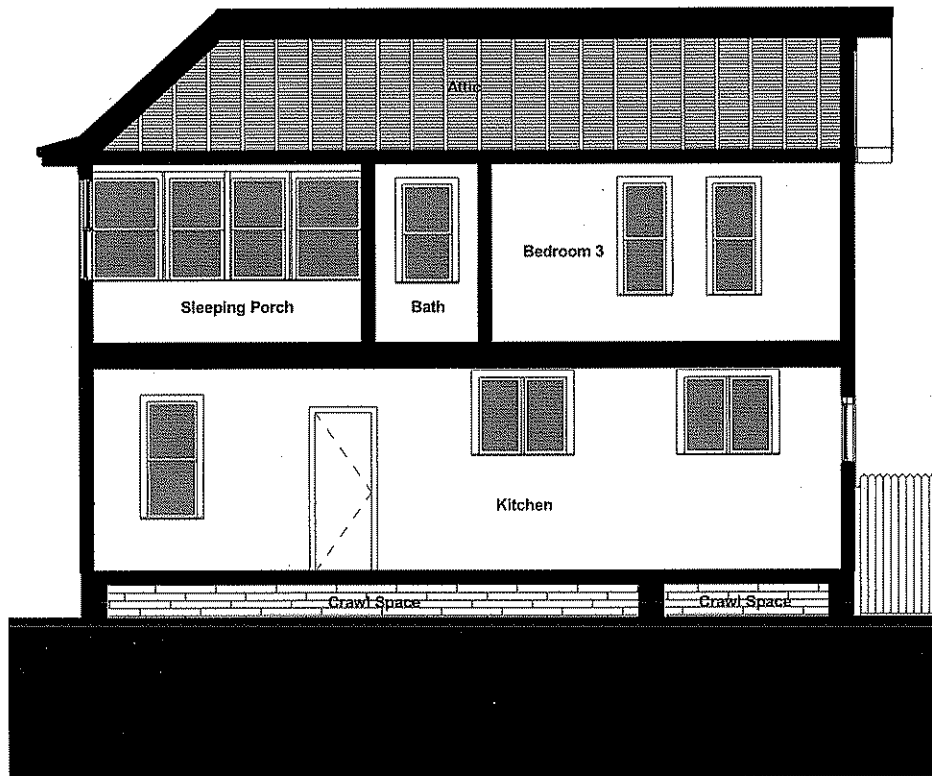 Attic
Bedroom 3
Sleeping Porch
Bath
Kitchen
Crawl Space
Crawl Space